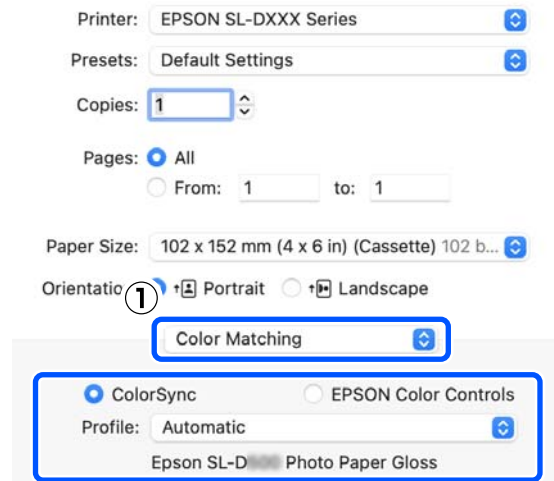 Printer: EPSON SL-DXXX Series
Presets: Default Settings
Copies: 1
Pages: All
From: 1 to: 1
Paper Size: 102 x 152 mm (4 x 6 in) (Cassette) 102 b...
Orientatio Portrait Landscape
1
Color Matching
ColorSync EPSON Color Controls
Profile: Automatic
Epson SL-D Photo Paper Gloss